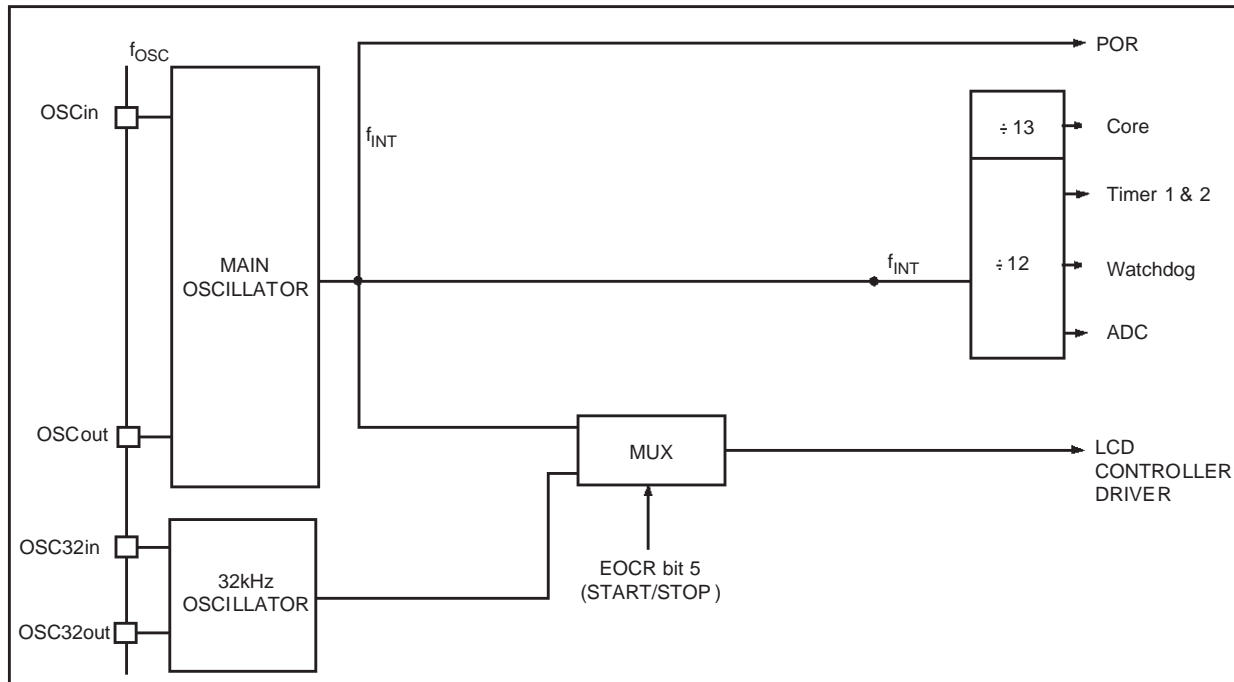 fOSC
OSCin
OSCout
OSC32in
OSC32out
MAIN
OSCILLATOR
32kHz
OSCILLATOR
fINT
fINT
MUX
EOCR bit 5
(START/STOP)
÷13
÷12
POR
Core
Timer 1 & 2
Watchdog
ADC
LCD
CONTROLLER
DRIVER